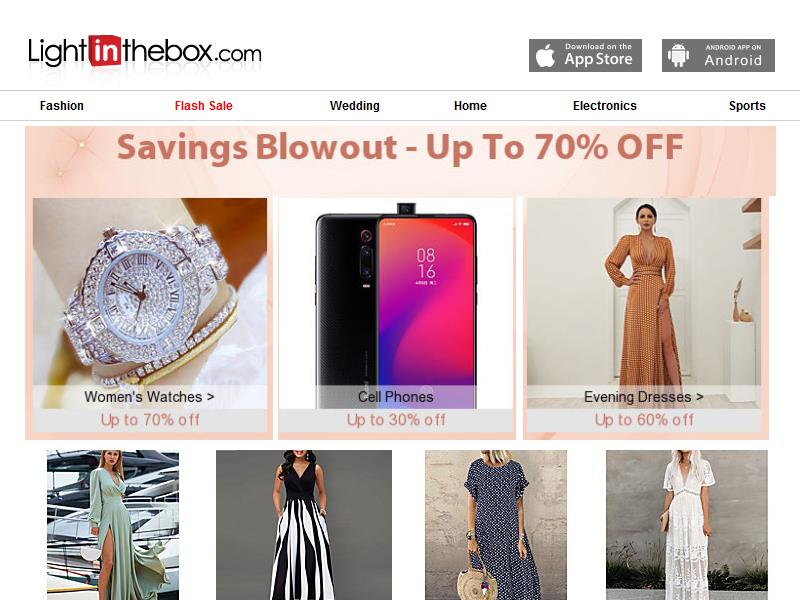 Lightinthebox.com
Download on the
App Store
ANDROID APP ON
Android
Fashion
Flash Sale
Wedding
Home
Electronics
Sports
Savings Blowout - Up To 70% OFF
08
16
Women's Watches >
Cell Phones
Evening Dresses >
Up to 70% off
Up to 30% off
Up to 60% off